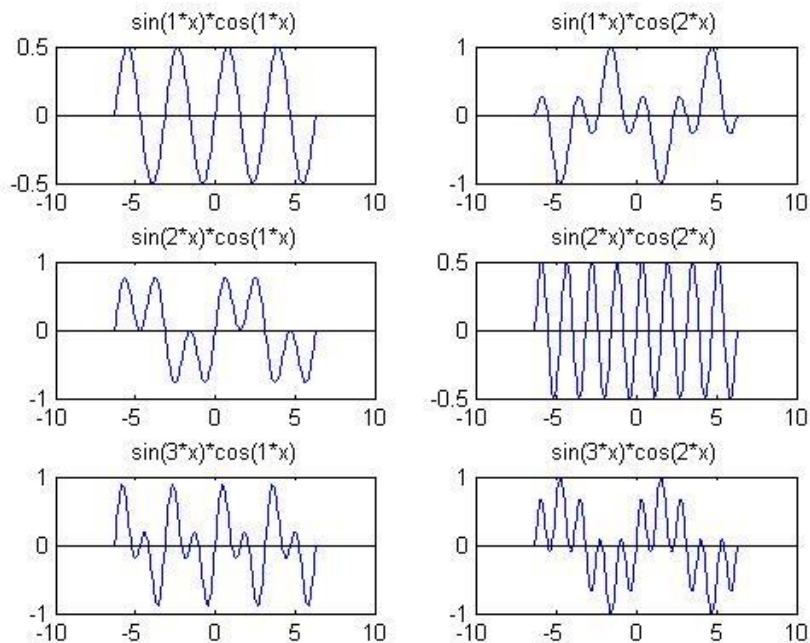 sin(1*x)*cos(1*x)
0.5
0
-0.5
-10 -5 0 5 10
sin(1*x)*cos(2*x)
1
0
-1
-10 -5 0 5 10
sin(2*x)*cos(1*x)
1
0
-1
-10 -5 0 5 10
sin(2*x)*cos(2*x)
0.5
0
-0.5
-10 -5 0 5 10
sin(3*x)*cos(1*x)
1
0
-1
-10 -5 0 5 10
sin(3*x)*cos(2*x)
1
0
-1
-10 -5 0 5 10